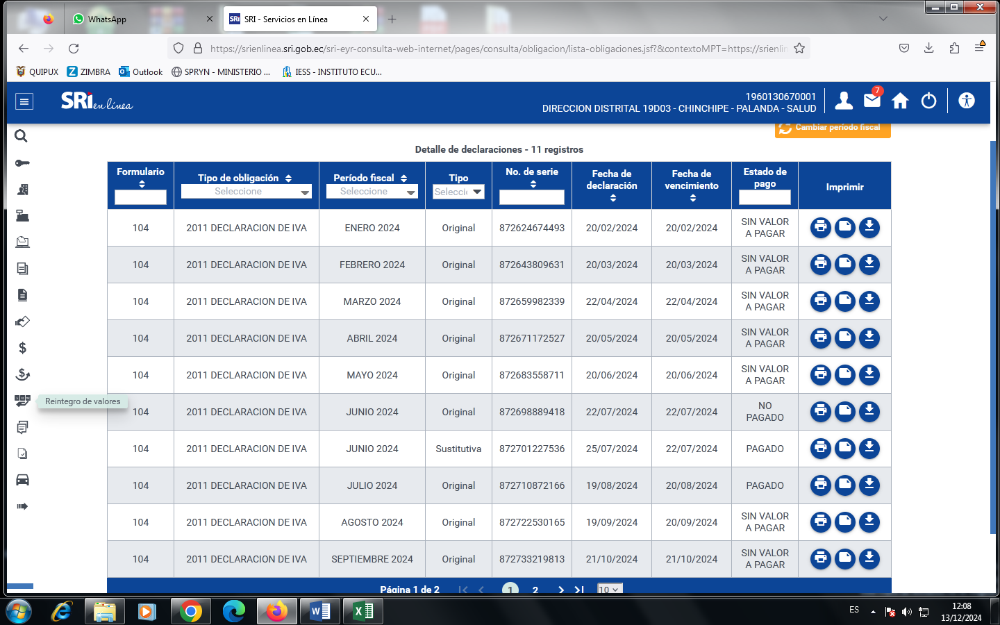 WhatsApp
SRI - Servicios en Línea
https://srienlinea.sri.gob.ec/sri-eyr-consulta-web-internet/pages/consulta/obligacion/lista-obligaciones.jsf?&contextoMPT=https://srienlin
QUIPUX ZIMBRA Outlook SPRYN - MINISTERIO ... IESS - INSTITUTO ECU...
SRi en línea
1960130670001
DIRECCION DISTRITAL 19D03 - CHINCHIPE - PALANDA - SALUD
7
Cambiar período fiscal
Detalle de declaraciones - 11 registros
Formulario Tipo de obligación Período fiscal Tipo No. de serie Fecha de declaración Fecha de vencimiento Estado de pago Imprimir
Seleccione Seleccione Selecci
104 2011 DECLARACION DE IVA ENERO 2024 Original 872624674493 20/02/2024 20/02/2024 SIN VALOR A PAGAR
104 2011 DECLARACION DE IVA FEBRERO 2024 Original 872643809631 20/03/2024 20/03/2024 SIN VALOR A PAGAR
104 2011 DECLARACION DE IVA MARZO 2024 Original 872659982339 22/04/2024 22/04/2024 SIN VALOR A PAGAR
104 2011 DECLARACION DE IVA ABRIL 2024 Original 872671172527 20/05/2024 20/05/2024 SIN VALOR A PAGAR
104 2011 DECLARACION DE IVA MAYO 2024 Original 872683558711 20/06/2024 20/06/2024 SIN VALOR A PAGAR
Reintegro de valores
104 2011 DECLARACION DE IVA JUNIO 2024 Original 872698889418 22/07/2024 22/07/2024 NO PAGADO
104 2011 DECLARACION DE IVA JUNIO 2024 Sustitutiva 872701227536 25/07/2024 22/07/2024 PAGADO
104 2011 DECLARACION DE IVA JULIO 2024 Original 872710872166 19/08/2024 20/08/2024 PAGADO
104 2011 DECLARACION DE IVA AGOSTO 2024 Original 872722530165 19/09/2024 20/09/2024 SIN VALOR A PAGAR
104 2011 DECLARACION DE IVA SEPTIEMBRE 2024 Original 872733219813 21/10/2024 21/10/2024 SIN VALOR A PAGAR
Página 1 de 2 1 2 10
ES
12:08
13/12/2024